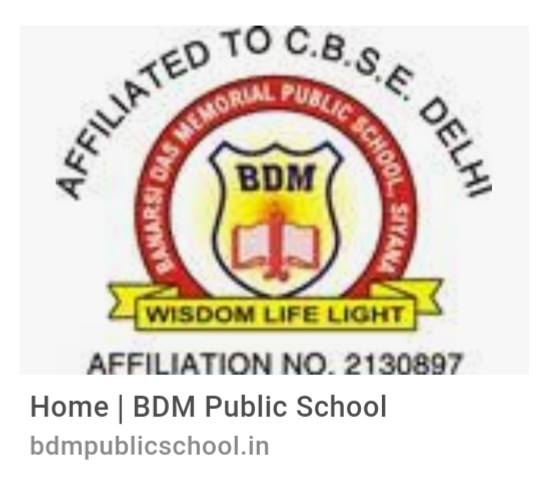 AFFILIATED TO C.B.S.E. DELHI
BANARSI DAS MEMORIAL PUBLIC SCHOOL, SIYANA
BDM
WISDOM LIFE LIGHT
AFFILIATION NO. 2130897
Home | BDM Public School
bdmpublicschool.in